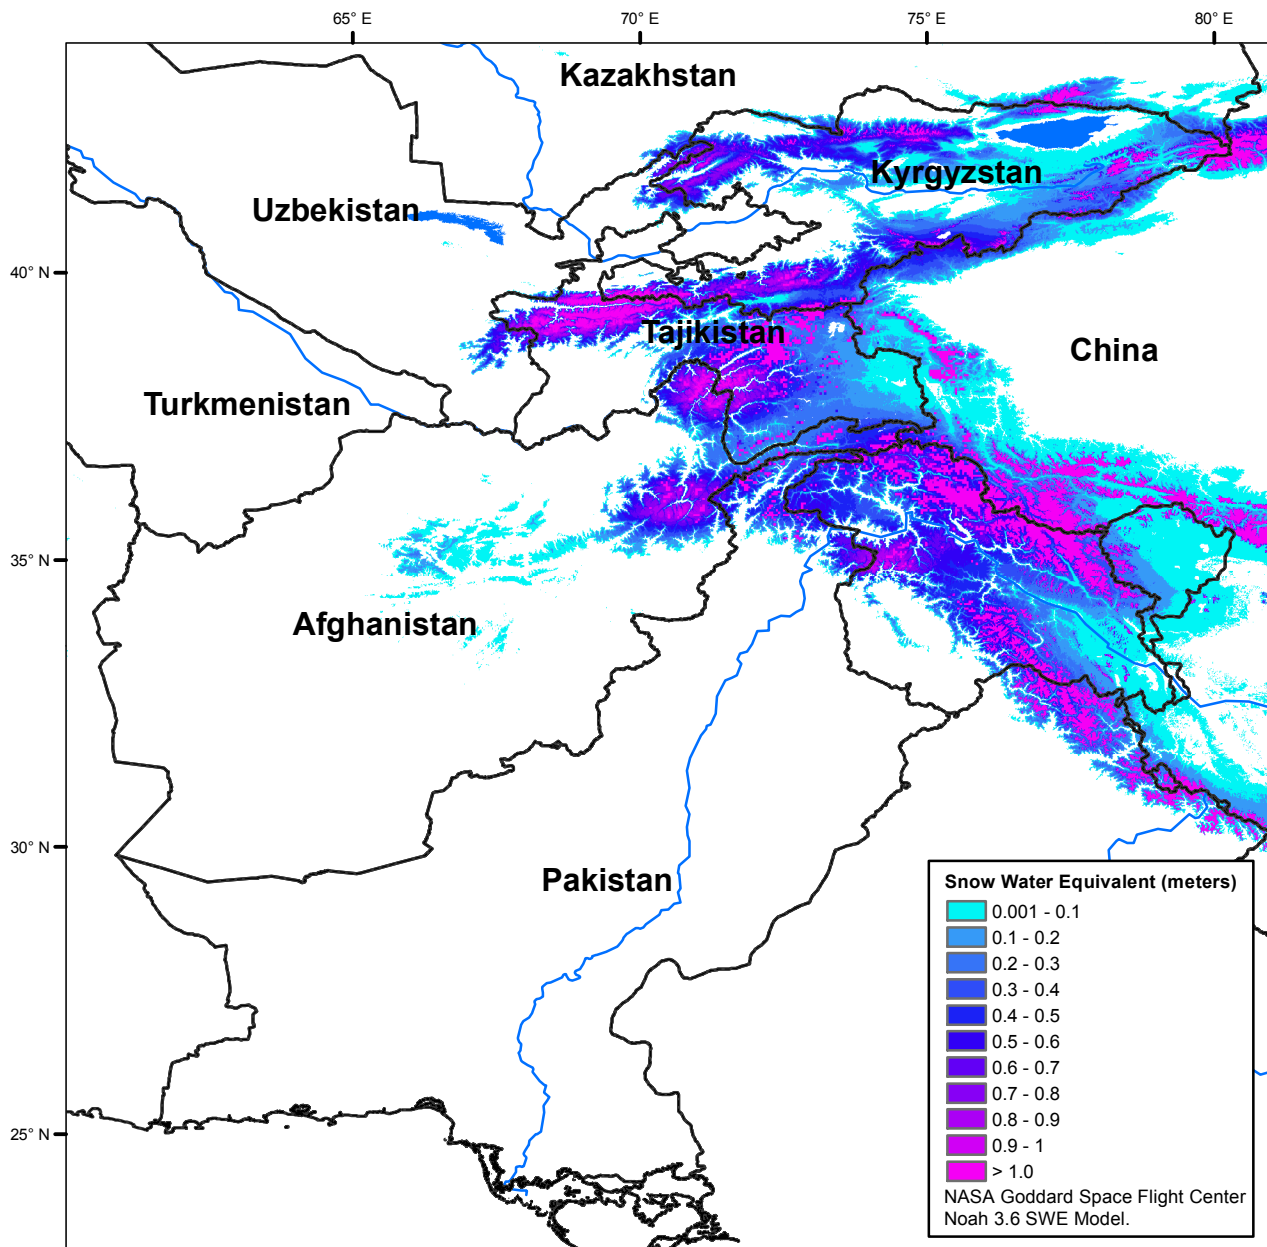 65° E
70° E
75° E
80° E
Kazakhstan
Kyrgyzstan
Uzbekistan
40° N
Tajikistan
China
Turkmenistan
35° N
Afghanistan
30° N
Pakistan
Snow Water Equivalent (meters)
0.001 - 0.1
0.1 - 0.2
0.2 - 0.3
0.3 - 0.4
0.4 - 0.5
0.5 - 0.6
0.6 - 0.7
0.7 - 0.8
0.8 - 0.9
0.9 - 1
> 1.0
25° N
NASA Goddard Space Flight Center
Noah 3.6 SWE Model.